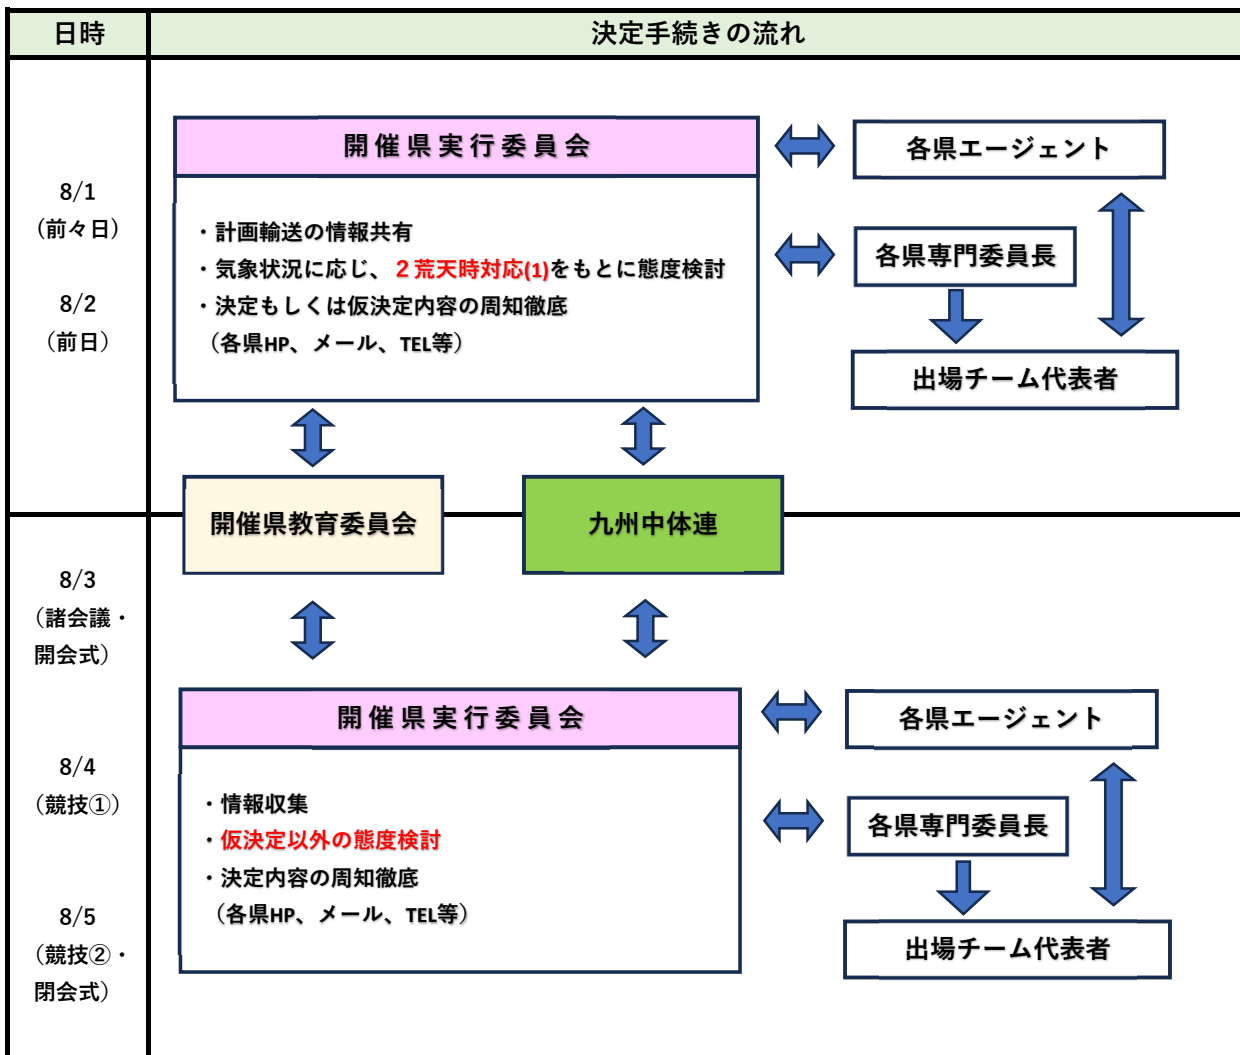 日時
決定手続きの流れ
8/1
（前々日）
8/2
（前日）
開催県実行委員会
・計画輸送の情報共有
・気象状況に応じ、２荒天時対応(1)をもとに態度検討
・決定もしくは仮決定内容の周知徹底
（各県HP、メール、TEL等）
各県エージェント
各県専門委員長
出場チーム代表者
開催県教育委員会
九州中体連
8/3
（諸会議・
開会式）
8/4
（競技①）
8/5
（競技②・
閉会式）
開催県実行委員会
・情報収集
・仮決定以外の態度検討
・決定内容の周知徹底
（各県HP、メール、TEL等）
各県エージェント
各県専門委員長
出場チーム代表者